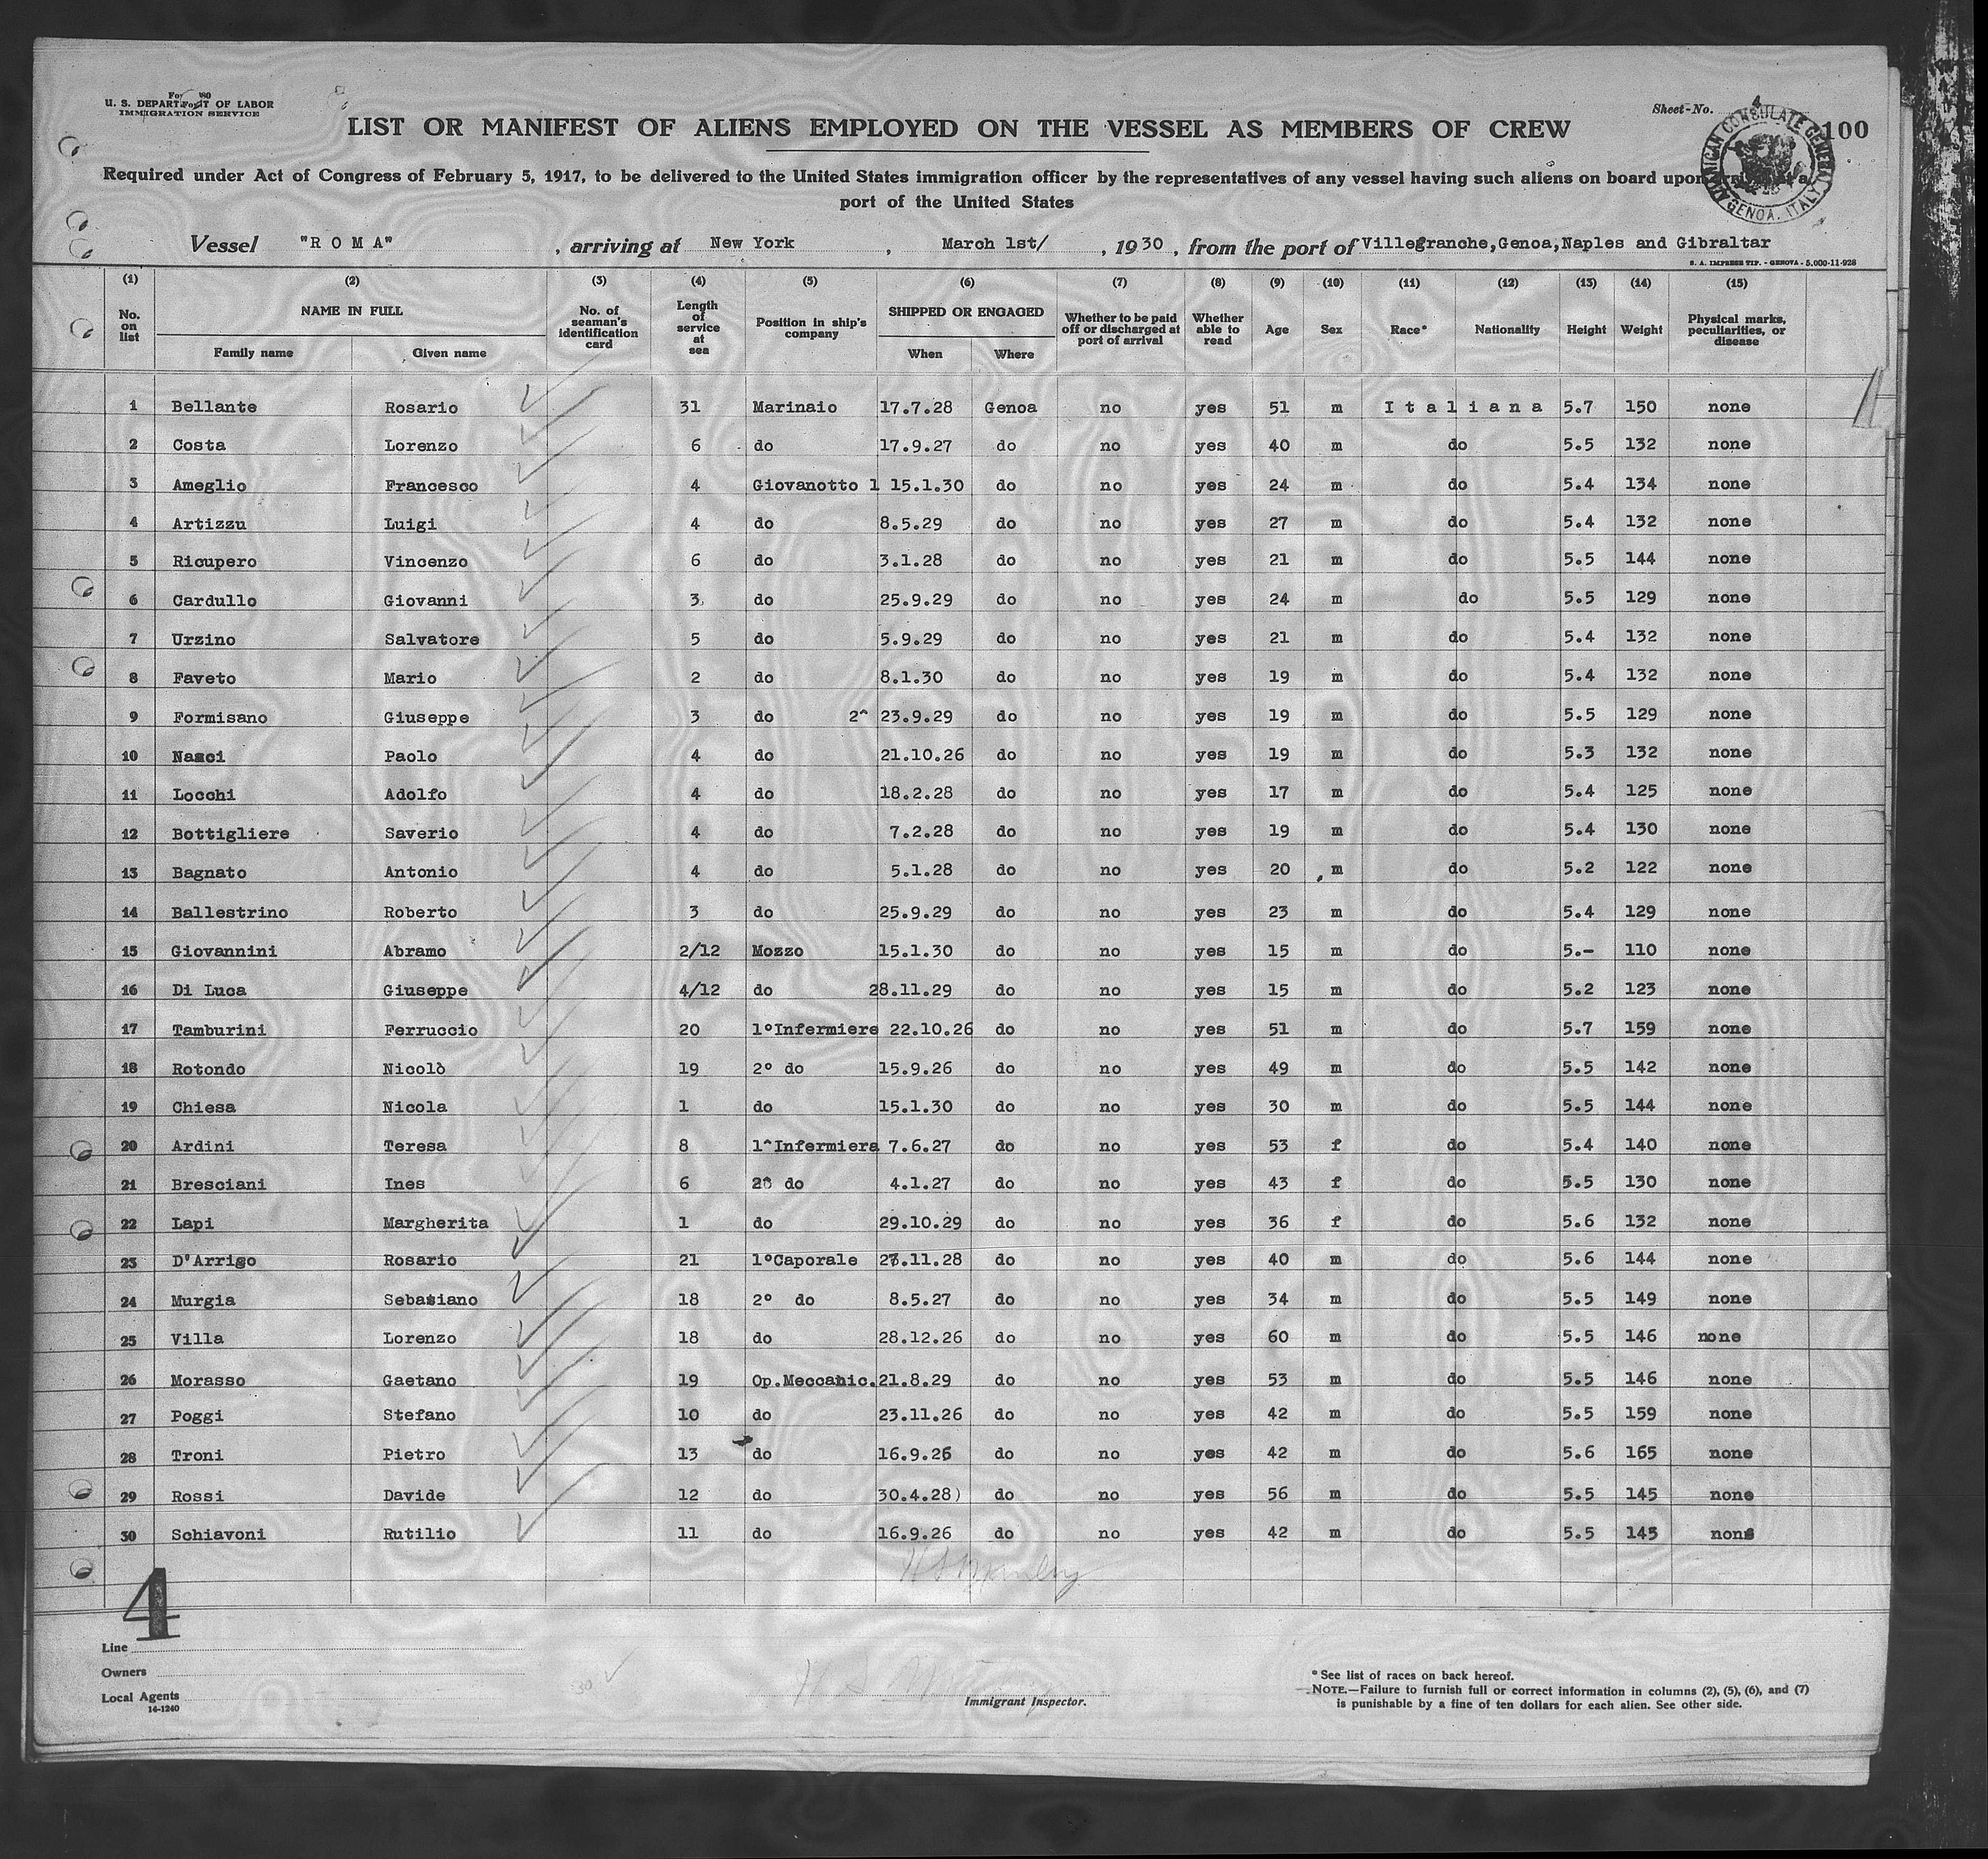 U. S. DEPARTMENT OF LABOR
IMMIGRATION SERVICE
Sheet No. 4
LIST OR MANIFEST OF ALIENS EMPLOYED ON THE VESSEL AS MEMBERS OF CREW
100
AMERICAN CONSULATE GENERAL
GENOA, ITALY
Required under Act of Congress of February 5, 1917, to be delivered to the United States immigration officer by the representatives of any vessel having such aliens on board upon arrival at a
port of the United States
Vessel "R O M A", arriving at New York, March 1st/, 1930, from the port of Villegranche,Genoa,Naples and Gibraltar
S. A. IMPRESE TIP. - GENOVA - 5.000-11-928
(1) (2) (3) (4) (5) (6) (7) (8) (9) (10) (11) (12) (13) (14) (15)
No. on list NAME IN FULL Family name Given name No. of seaman's identification card Length of service at sea Position in ship's company SHIPPED OR ENGAGED When Where Whether to be paid off or discharged at port of arrival Whether able to read Age Sex Race* Nationality Height Weight Physical marks, peculiarities, or disease
1 Bellante Rosario 31 Marinaio 17.7.28 Genoa no yes 51 m I t a l i a n a 5.7 150 none
2 Costa Lorenzo 6 do 17.9.27 do no yes 40 m do 5.5 132 none
3 Ameglio Francesco 4 Giovanotto 1 15.1.30 do no yes 24 m do 5.4 134 none
4 Artizzu Luigi 4 do 8.5.29 do no yes 27 m do 5.4 132 none
5 Ricupero Vincenzo 6 do 3.1.28 do no yes 21 m do 5.5 144 none
6 Cardullo Giovanni 3 do 25.9.29 do no yes 24 m do 5.5 129 none
7 Urzino Salvatore 5 do 5.9.29 do no yes 21 m do 5.4 132 none
8 Faveto Mario 2 do 8.1.30 do no yes 19 m do 5.4 132 none
9 Formisano Giuseppe 3 do 2^ 23.9.29 do no yes 19 m do 5.5 129 none
10 Nasci Paolo 4 do 21.10.26 do no yes 19 m do 5.3 132 none
11 Locchi Adolfo 4 do 18.2.28 do no yes 17 m do 5.4 125 none
12 Bottigliere Saverio 4 do 7.2.28 do no yes 19 m do 5.4 130 none
13 Bagnato Antonio 4 do 5.1.28 do no yes 20 m do 5.2 122 none
14 Ballestrino Roberto 3 do 25.9.29 do no yes 23 m do 5.4 129 none
15 Giovannini Abramo 2/12 Mozzo 15.1.30 do no yes 15 m do 5.- 110 none
16 Di Luca Giuseppe 4/12 do 28.11.29 do no yes 15 m do 5.2 123 none
17 Tamburini Ferruccio 20 1°Infermiere 22.10.26 do no yes 51 m do 5.7 159 none
18 Rotondo Nicolò 19 2° do 15.9.26 do no yes 49 m do 5.5 142 none
19 Chiesa Nicola 1 do 15.1.30 do no yes 30 m do 5.5 144 none
20 Ardini Teresa 8 1^Infermiera 7.6.27 do no yes 53 f do 5.4 140 none
21 Bresciani Ines 6 2^ do 4.1.27 do no yes 43 f do 5.5 130 none
22 Lapi Margherita 1 do 29.10.29 do no yes 36 f do 5.6 132 none
23 D'Arrigo Rosario 21 1°Caporale 23.11.28 do no yes 40 m do 5.6 144 none
24 Murgia Sebasiano 18 2° do 8.5.27 do no yes 34 m do 5.5 149 none
25 Villa Lorenzo 18 do 28.12.26 do no yes 60 m do 5.5 146 none
26 Morasso Gaetano 19 Op.Meccanic. 21.8.29 do no yes 53 m do 5.5 146 none
27 Poggi Stefano 10 do 23.11.26 do no yes 42 m do 5.5 159 none
28 Troni Pietro 13 do 16.9.26 do no yes 42 m do 5.6 165 none
29 Rossi Davide 12 do 30.4.28) do no yes 56 m do 5.5 145 none
30 Schiavoni Rutilio 11 do 16.9.26 do no yes 42 m do 5.5 143 none
4
Line
Owners
Local Agents
14-1240
30
Immigrant Inspector.
* See list of races on back hereof.
NOTE.—Failure to furnish full or correct information in columns (2), (5), (6), and (7)
is punishable by a fine of ten dollars for each alien. See other side.